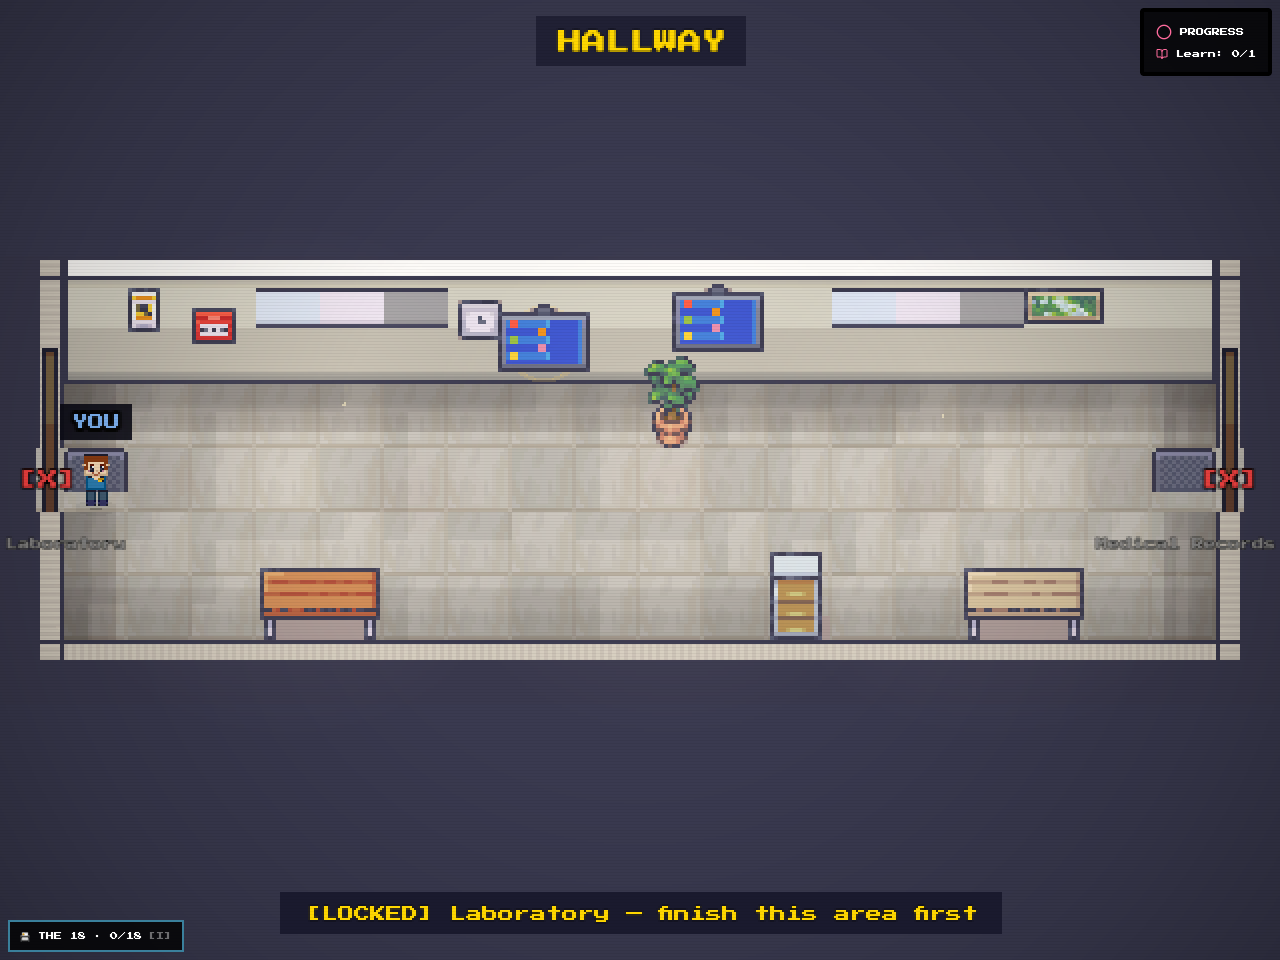 HALLWAY
PROGRESS
Learn: 0/1
YOU
[X]
[X]
Laboratory
Medical Records
[LOCKED] Laboratory — finish this area first
THE 18 · 0/18 [I]